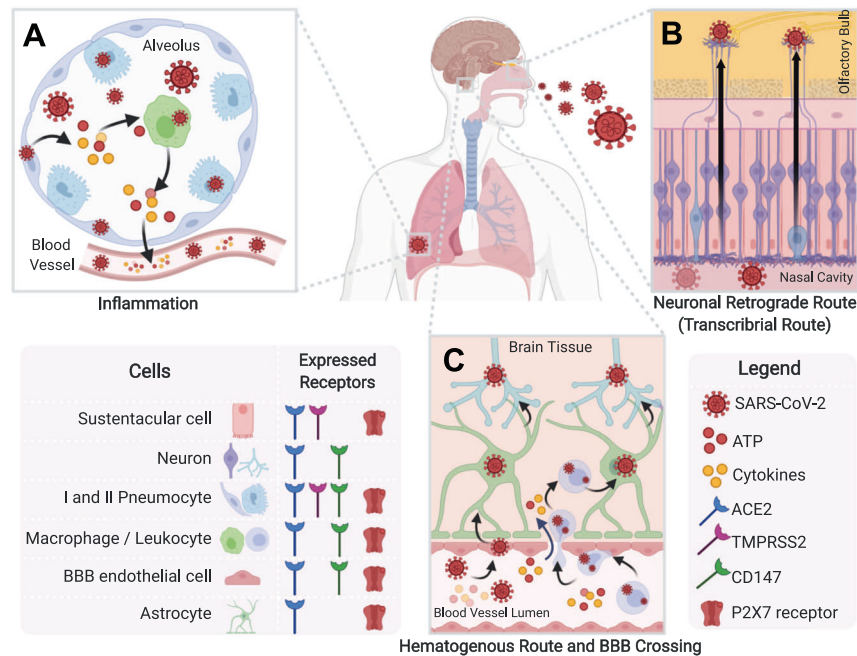 A
Alveolus
Blood
Vessel
Inflammation
B
Olfactory Bulb
Nasal Cavity
Neuronal Retrograde Route
(Transcribrial Route)
Cells
Expressed
Receptors
Sustentacular cell
Neuron
I and II Pneumocyte
Macrophage / Leukocyte
BBB endothelial cell
Astrocyte
C
Brain Tissue
Blood Vessel Lumen
Hematogenous Route and BBB Crossing
Legend
SARS-CoV-2
ATP
Cytokines
ACE2
TMPRSS2
CD147
P2X7 receptor